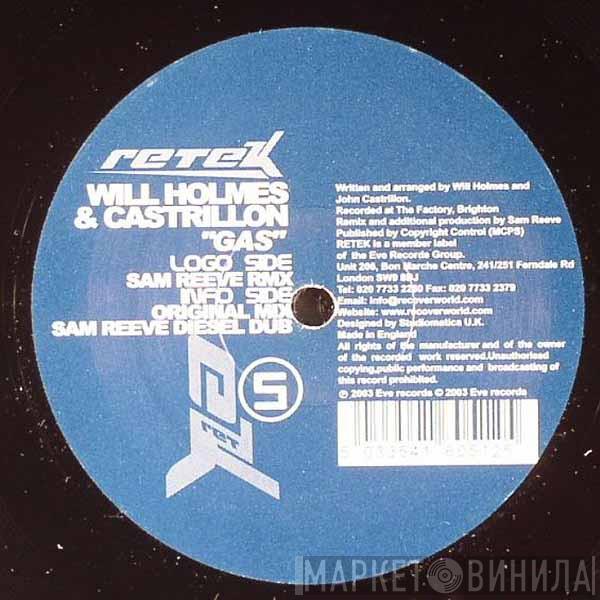 retek
WILL HOLMES
& CASTRILLON
"GAS"
LOGO SIDE
SAM REEVE RMX
INFO SIDE
ORIGINAL MIX
SAM REEVE DIESEL DUB
ret
5
Written and arranged by Will Holmes and
John Castrillon.
Recorded at The Factory, Brighton
Remix and additional production by Sam Reeve
Published by Copyright Control (MCPS)
RETEK is a member label
of the Eve Records Group.
Unit 206, Bon Marche Centre, 241/251 Ferndale Rd
London SW9
Tel: 020 7733 Fax: 020 7733 2379
Email: info@recoverworld.com
Website: www.recoverworld.com
Designed by Studiomatica U.K.
Made in England
All rights of the manufacturer and of the owner
of the recorded work reserved.Unauthorised
copying,public performance and broadcasting of
this record prohibited.
℗ 2003 Eve records © 2003 Eve records
МАРКЕТ ВИНИЛА